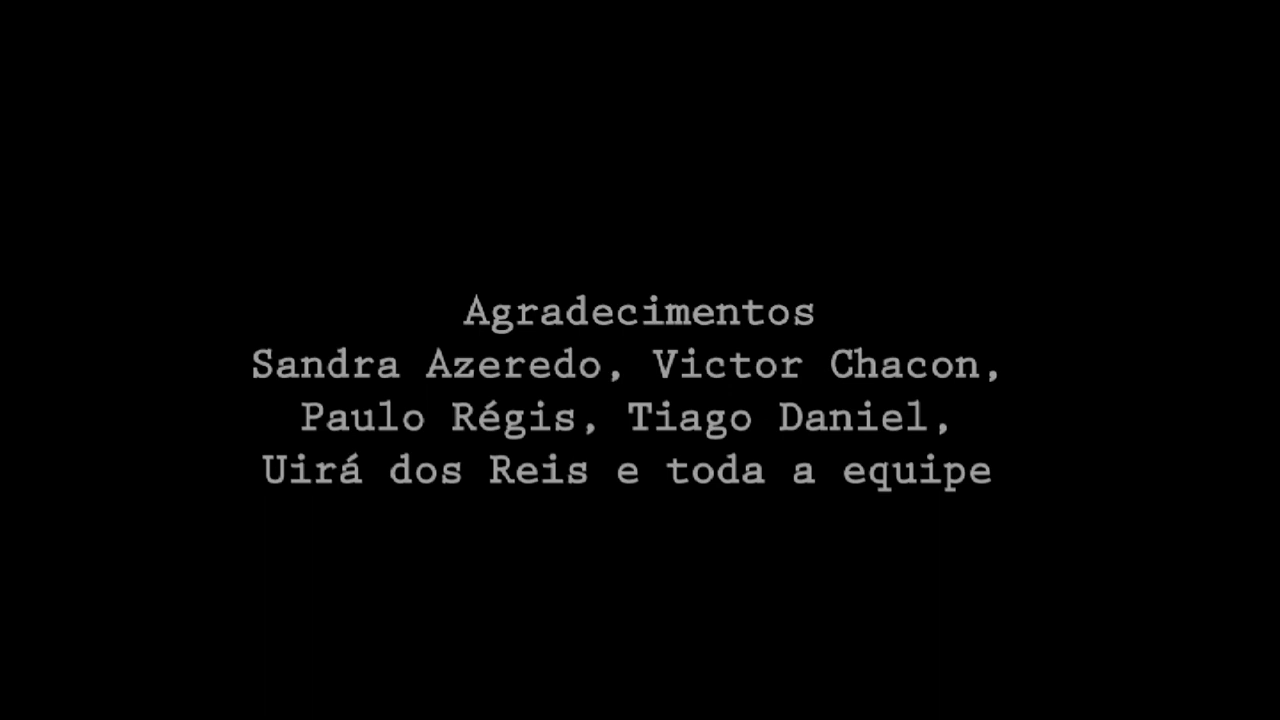 Agradecimentos
Sandra Azeredo, Victor Chacon,
Paulo Régis, Tiago Daniel,
Uirá dos Reis e toda a equipe